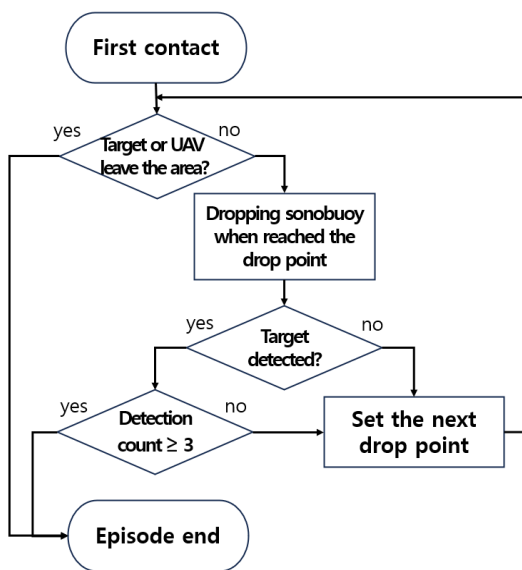 First contact
yes
no
Target or UAV
leave the area?
Dropping sonobuoy
when reached the
drop point
yes
no
Target
detected?
yes
no
Detection
count ≥ 3
Set the next
drop point
Episode end